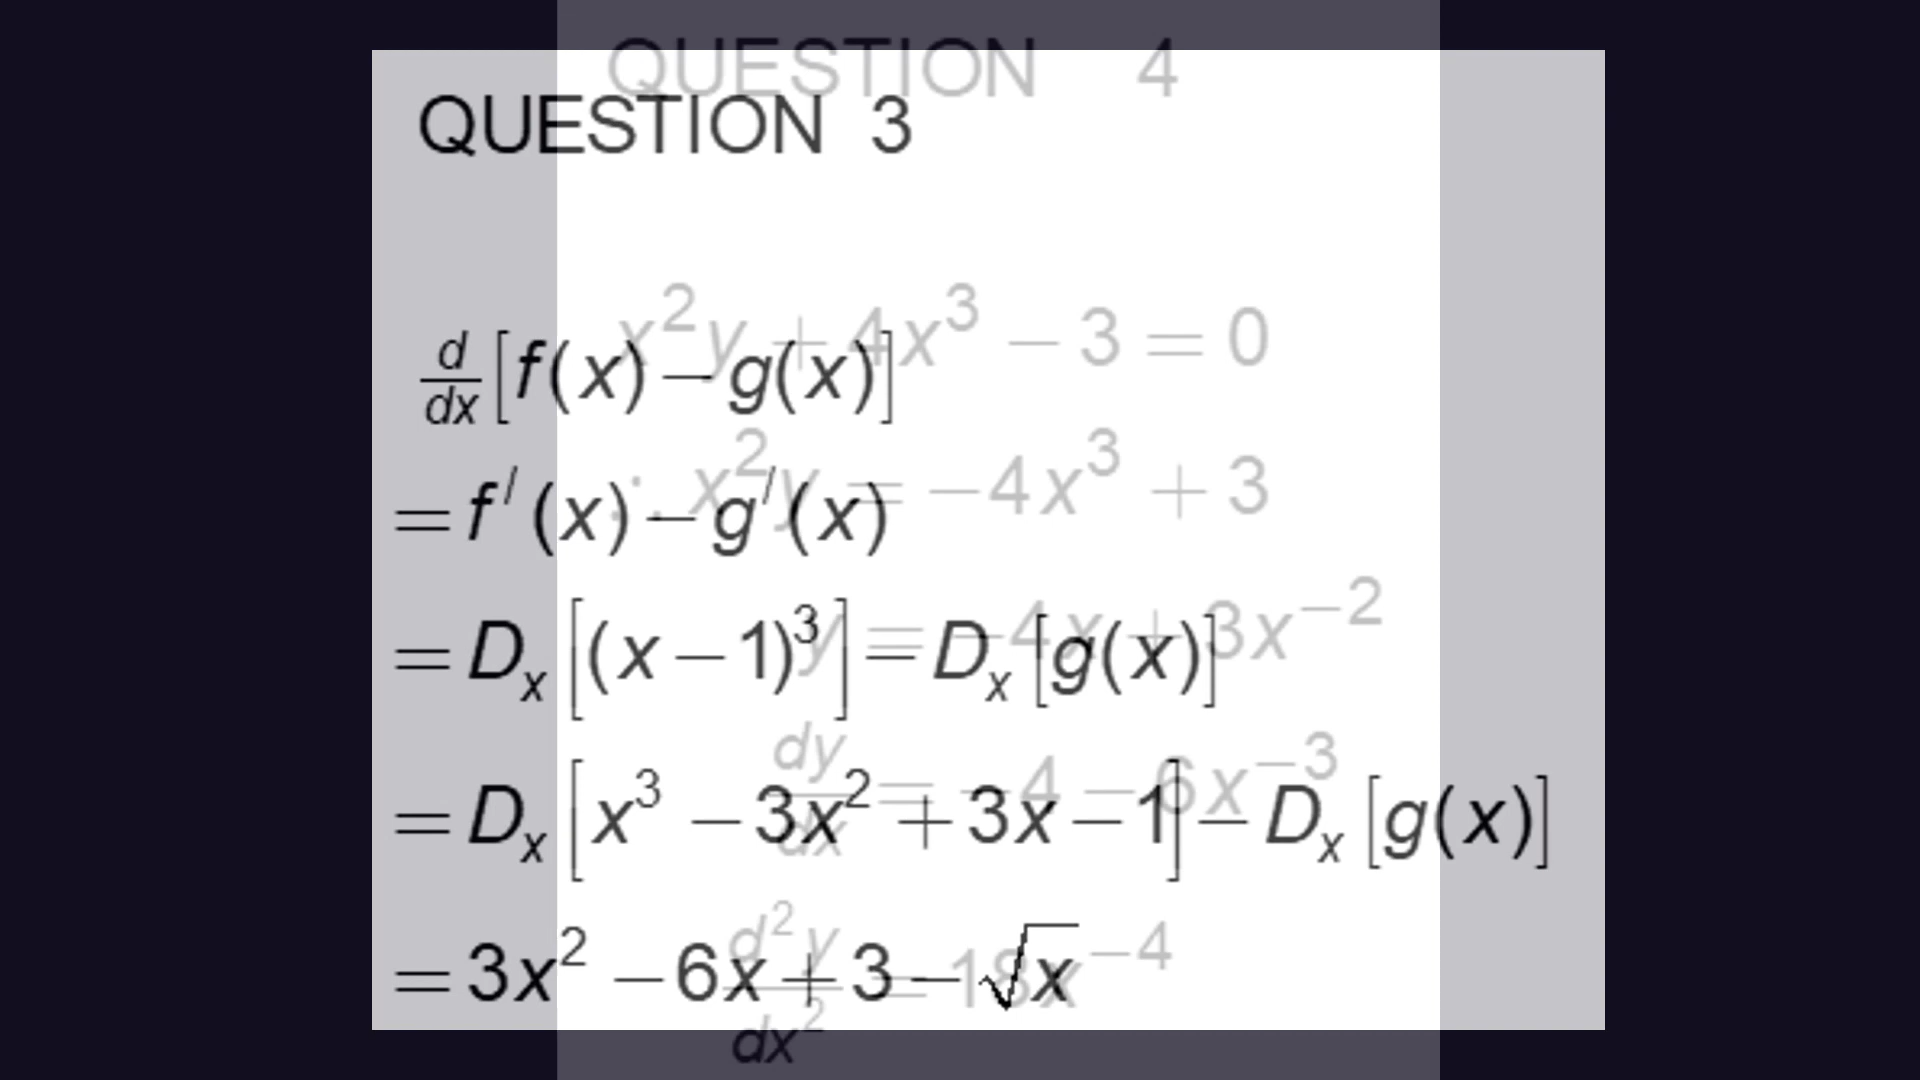 QUESTION 4
QUESTION 3
x²y + 4x³ − 3 = 0
d/dx [f(x) − g(x)]
∴ x²y = −4x³ + 3
= f′(x) − g′(x)
y = −4x + 3x⁻²
= Dₓ [(x − 1)³] = Dₓ [g(x)]
dy/dx = −4 − 6x⁻³
= Dₓ [x³ − 3x² + 3x − 1] − Dₓ [g(x)]
d²y/dx² = 18x⁻⁴
= 3x² − 6x + 3 − √x